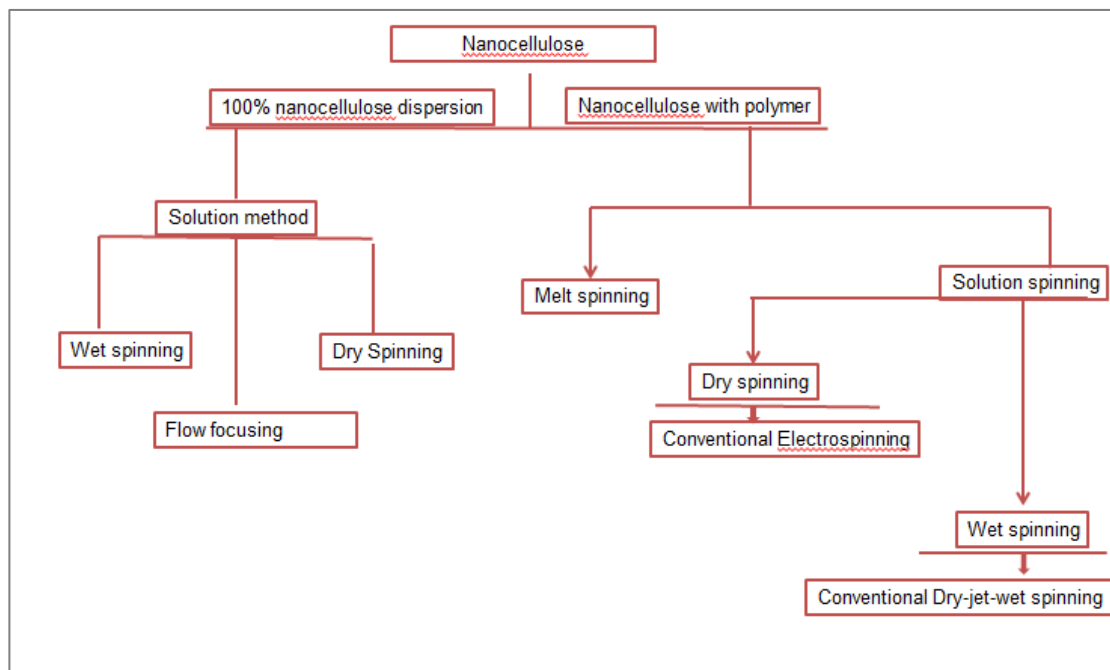 Nanocellulose
100% nanocellulose dispersion
Nanocellulose with polymer
Solution method
Wet spinning
Dry Spinning
Flow focusing
Melt spinning
Solution spinning
Dry spinning
Conventional Electrospinning
Wet spinning
Conventional Dry-jet-wet spinning